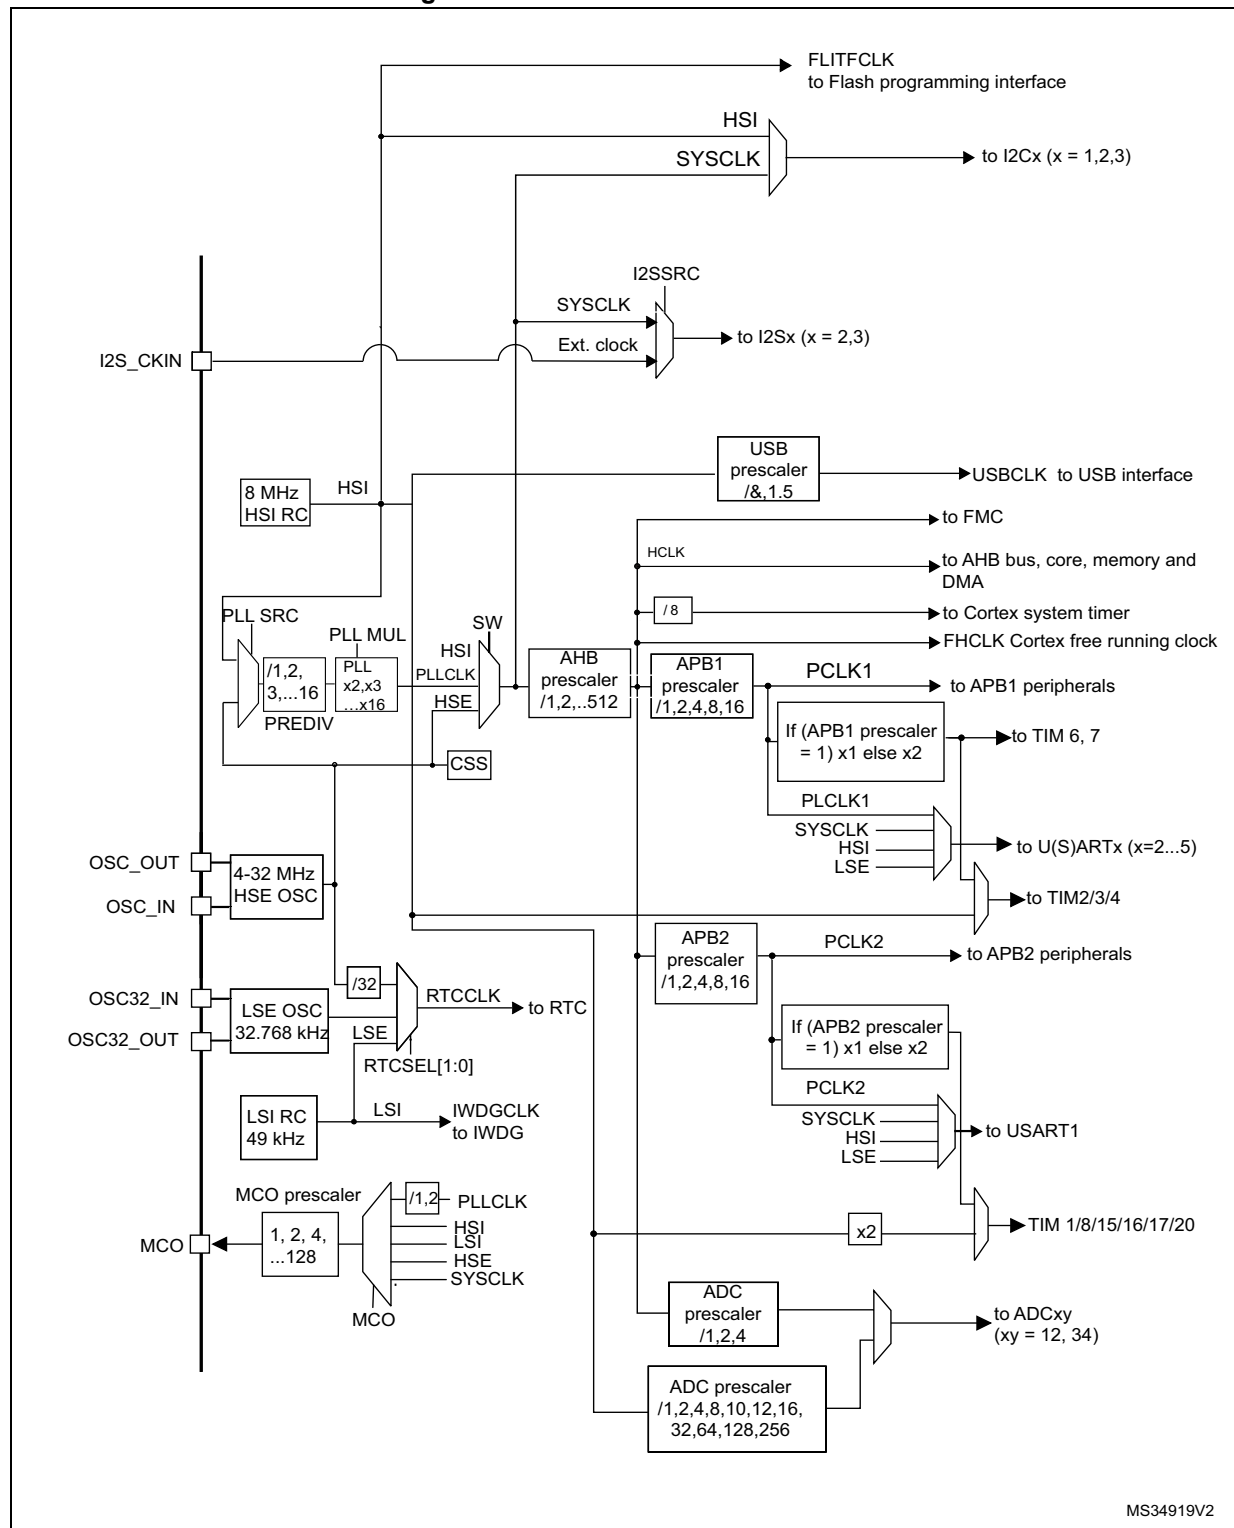 FLITFCLK
to Flash programming interface
HSI
SYSCLK
to I2Cx (x = 1,2,3)
I2SSRC
SYSCLK
to I2Sx (x = 2,3)
Ext. clock
I2S_CKIN
USB
prescaler
/&,1.5
USBCLK to USB interface
8 MHz
HSI RC
HSI
to FMC
HCLK
to AHB bus, core, memory and
DMA
/ 8
to Cortex system timer
FHCLK Cortex free running clock
PLL SRC
PLL MUL
SW
HSI
/1,2,
3,...16
PREDIV
PLL
x2,x3
...x16
PLLCLK
HSE
AHB
prescaler
/1,2,..512
APB1
prescaler
/1,2,4,8,16
PCLK1
to APB1 peripherals
If (APB1 prescaler
= 1) x1 else x2
to TIM 6, 7
CSS
PLCLK1
SYSCLK
HSI
LSE
to U(S)ARTx (x=2...5)
OSC_OUT
OSC_IN
4-32 MHz
HSE OSC
to TIM2/3/4
APB2
prescaler
/1,2,4,8,16
PCLK2
to APB2 peripherals
/32
OSC32_IN
OSC32_OUT
LSE OSC
32.768 kHz
RTCCLK
to RTC
LSE
RTCSEL[1:0]
If (APB2 prescaler
= 1) x1 else x2
PCLK2
SYSCLK
HSI
LSE
to USART1
LSI RC
49 kHz
LSI
IWDGCLK
to IWDG
MCO prescaler
/1,2
PLLCLK
HSI
LSI
HSE
SYSCLK
1, 2, 4,
...128
MCO
MCO
x2
TIM 1/8/15/16/17/20
ADC
prescaler
/1,2,4
to ADCxy
(xy = 12, 34)
ADC prescaler
/1,2,4,8,10,12,16,
32,64,128,256
MS34919V2